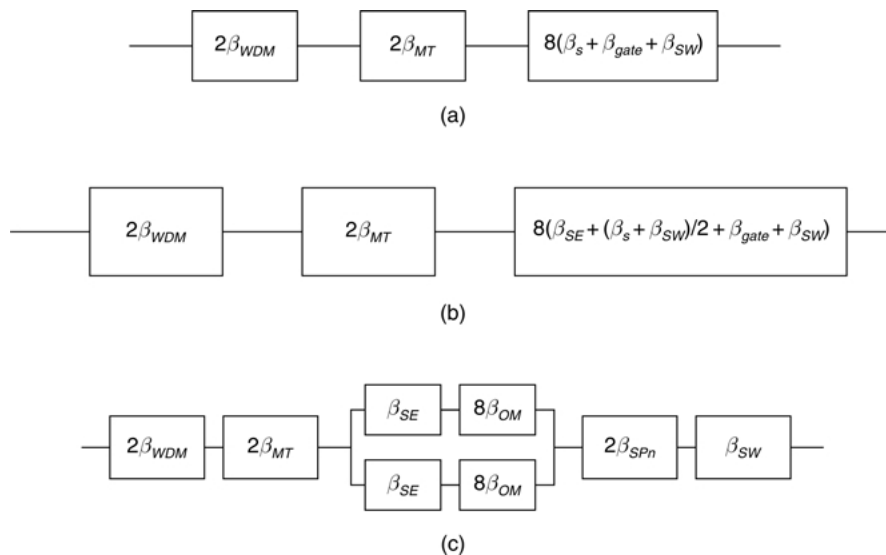 2β_WDM 2β_MT 8(β_s + β_gate + β_SW)
(a)
2β_WDM 2β_MT 8(β_SE + (β_s + β_SW)/2 + β_gate + β_SW)
(b)
β_SE 8β_OM
2β_WDM 2β_MT 2β_SPn β_SW
β_SE 8β_OM
(c)